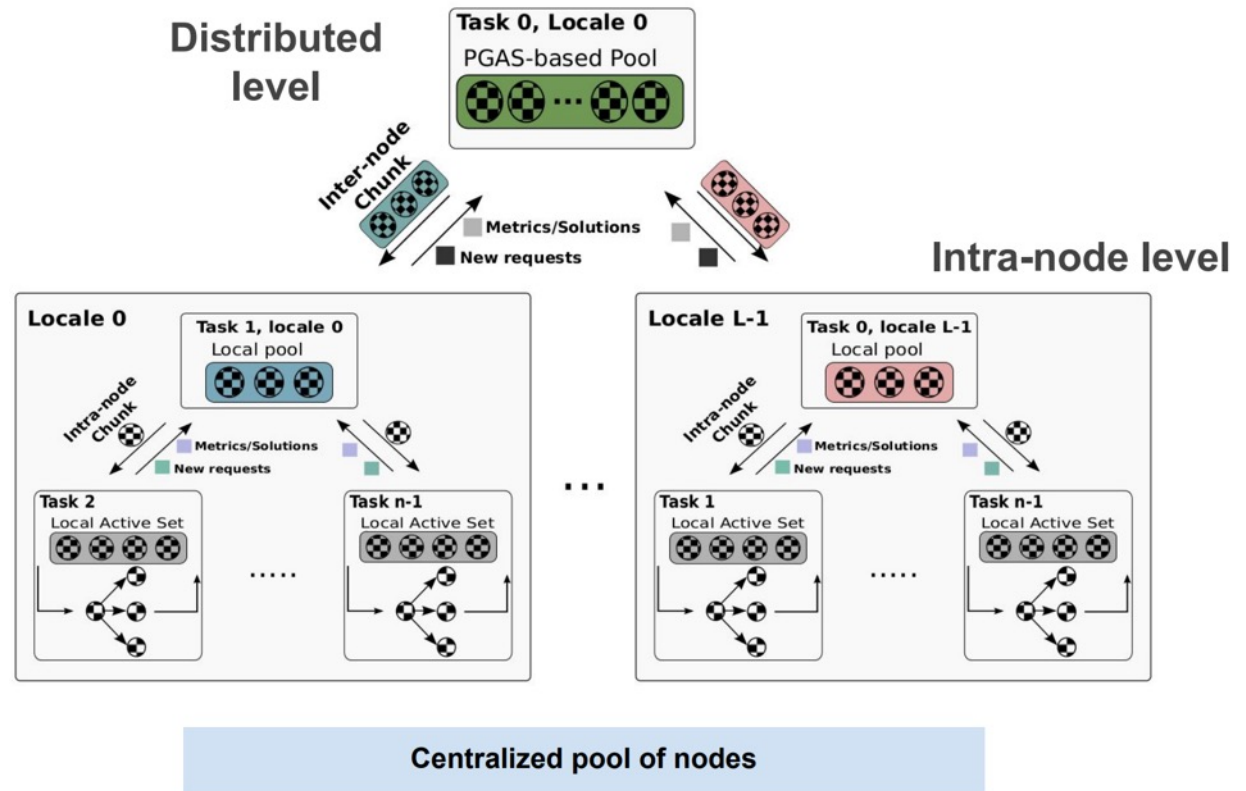 Distributed
level
Task 0, Locale 0
PGAS-based Pool
...
Inter-node
Chunk
Metrics/Solutions
New requests
Intra-node level
Locale 0
Task 1, locale 0
Local pool
Intra-node
Chunk
Metrics/Solutions
New requests
Task 2
Local Active Set
.....
Task n-1
Local Active Set
...
Locale L-1
Task 0, locale L-1
Local pool
Intra-node
Chunk
Metrics/Solutions
New requests
Task 1
Local Active Set
.....
Task n-1
Local Active Set
Centralized pool of nodes